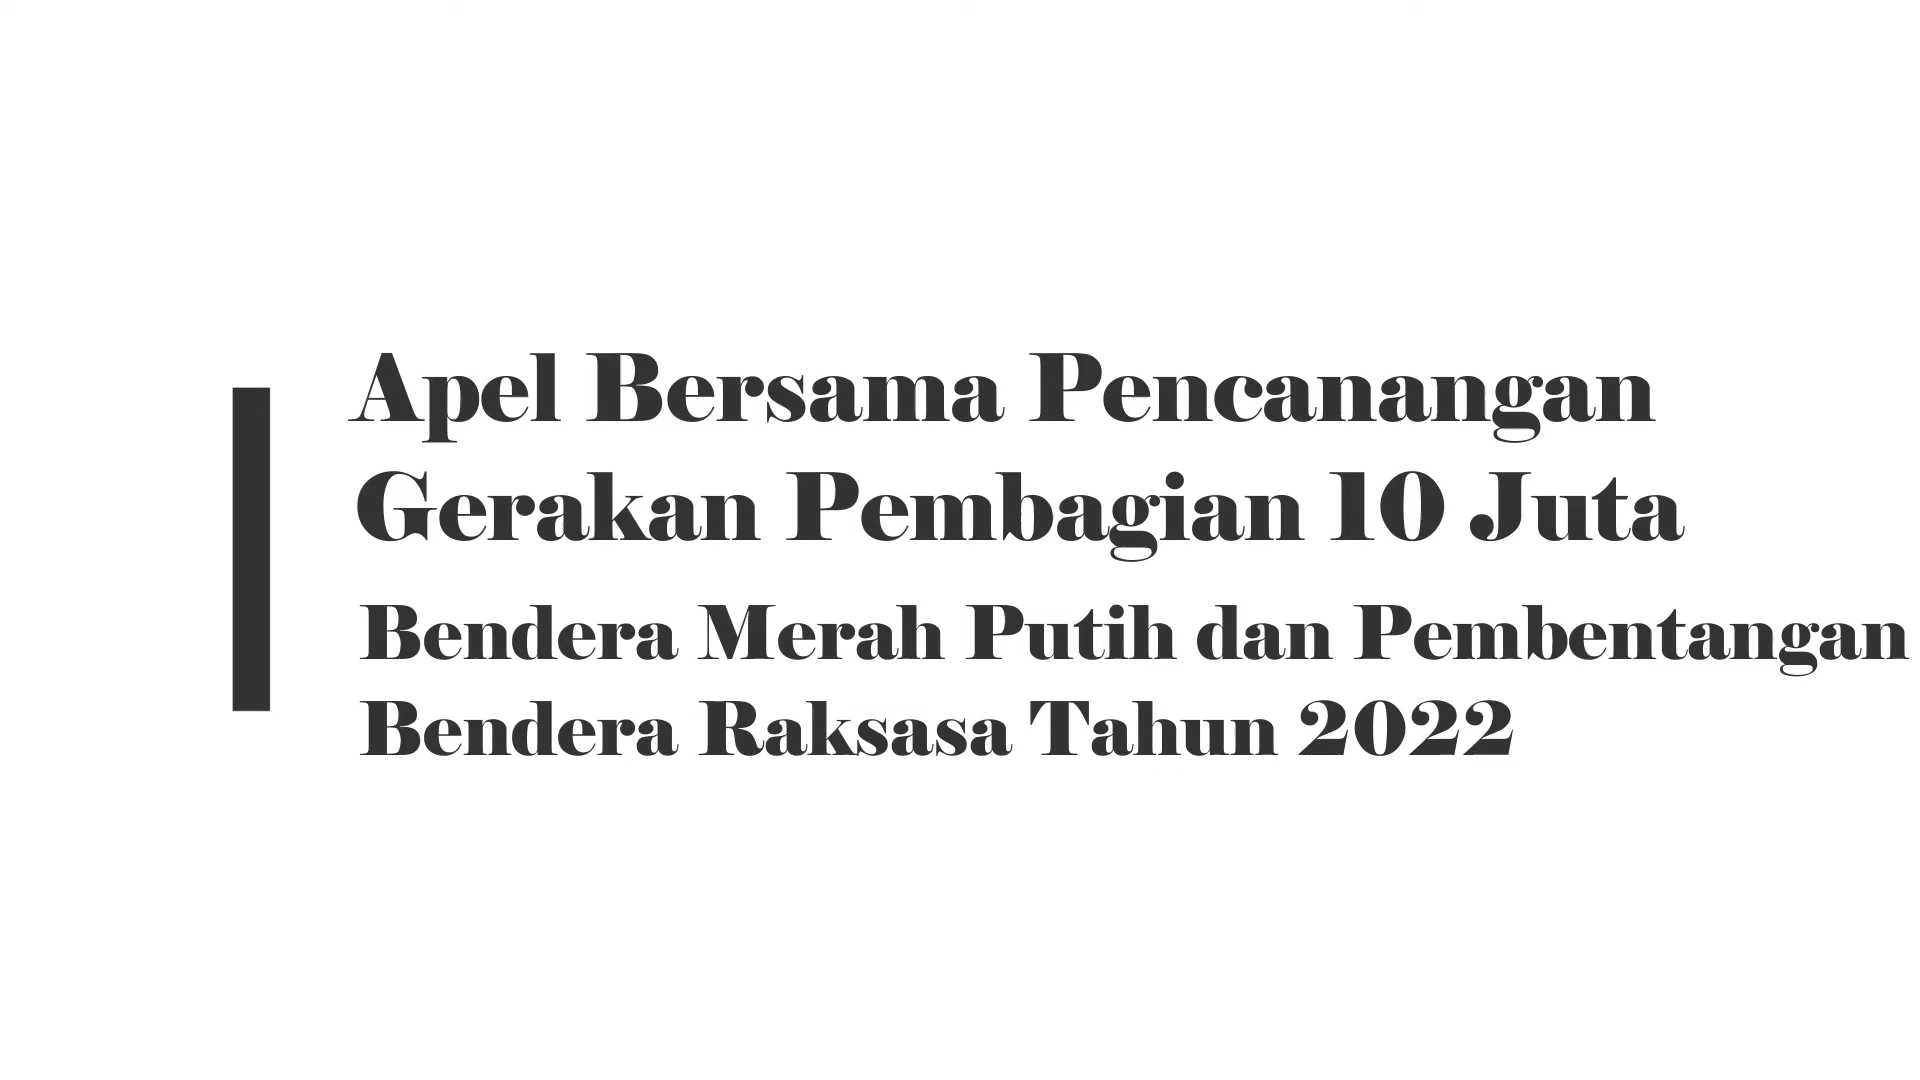 Apel Bersama Pencanangan
Gerakan Pembagian 10 Juta
Bendera Merah Putih dan Pembentangan
Bendera Raksasa Tahun 2022